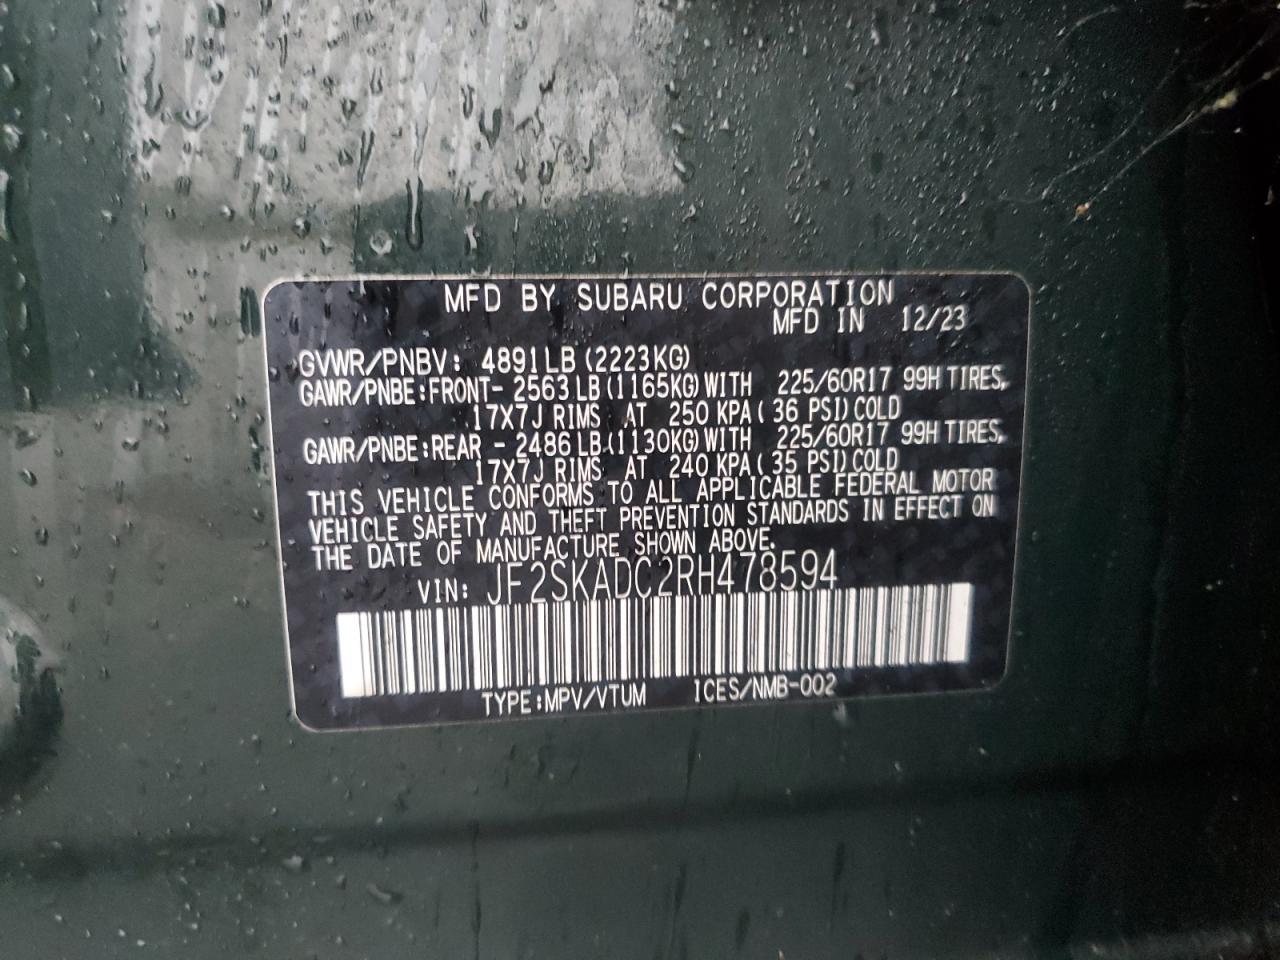 MFD BY SUBARU CORPORATION
MFD IN 12/23
GVWR/PNBV: 4891LB (2223KG)
GAWR/PNBE:FRONT- 2563LB (1165KG) WITH 225/60R17 99H TIRES,
17X7J RIMS AT 250 KPA ( 36 PSI) COLD
GAWR/PNBE:REAR - 2486LB (1130KG) WITH 225/60R17 99H TIRES,
17X7J RIMS AT 240 KPA ( 35 PSI) COLD
THIS VEHICLE CONFORMS TO ALL APPLICABLE FEDERAL MOTOR
VEHICLE SAFETY AND THEFT PREVENTION STANDARDS IN EFFECT ON
THE DATE OF MANUFACTURE SHOWN ABOVE.
VIN: JF2SKADC2RH478594
TYPE:MPV/VTUM ICES/NMB-002